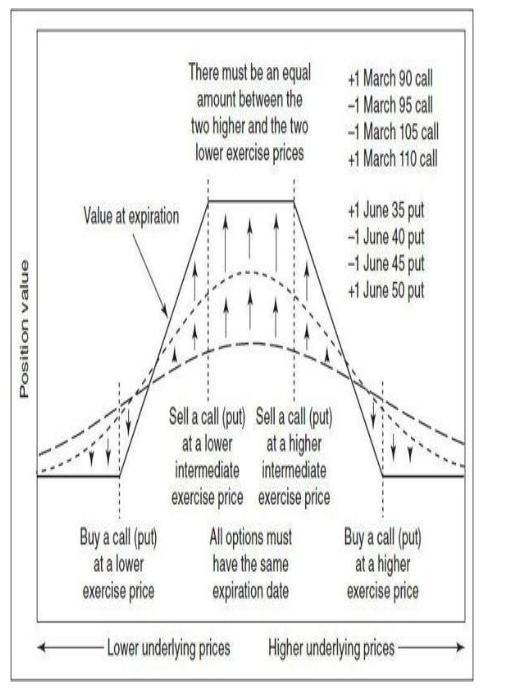 There must be an equal
amount between the
two higher and the two
lower exercise prices
+1 March 90 call
–1 March 95 call
–1 March 105 call
+1 March 110 call
+1 June 35 put
–1 June 40 put
–1 June 45 put
+1 June 50 put
Value at expiration
Position value
Sell a call (put)
at a lower
intermediate
exercise price
Sell a call (put)
at a higher
intermediate
exercise price
Buy a call (put)
at a lower
exercise price
All options must
have the same
expiration date
Buy a call (put)
at a higher
exercise price
Lower underlying prices
Higher underlying prices